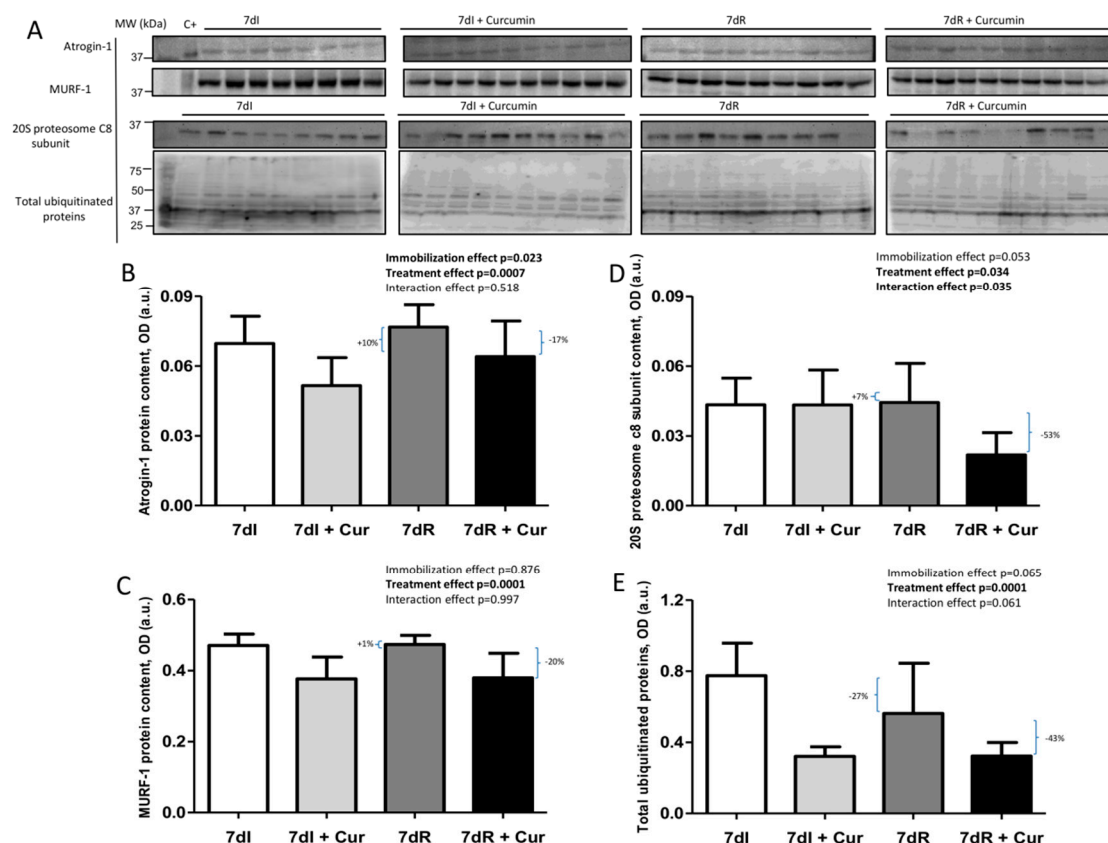 A
MW (kDa) C+ 7dI 7dI + Curcumin 7dR 7dR + Curcumin
Atrogin-1
37
MURF-1
37
7dI 7dI + Curcumin 7dR 7dR + Curcumin
20S proteosome C8
subunit
37
Total ubiquitinated
proteins
75
50
37
25
B
Immobilization effect p=0.023
Treatment effect p=0.0007
Interaction effect p=0.518
Atrogin-1 protein content, OD (a.u.)
0.09
0.06
0.03
0.00
+10%
-17%
7dI 7dI + Cur 7dR 7dR + Cur
D
Immobilization effect p=0.053
Treatment effect p=0.034
Interaction effect p=0.035
20S proteosome c8 subunit content, OD (a.u.)
0.09
0.06
0.03
0.00
+7%
-53%
7dI 7dI + Cur 7dR 7dR + Cur
C
Immobilization effect p=0.876
Treatment effect p=0.0001
Interaction effect p=0.997
MURF-1 protein content, OD (a.u.)
0.6
0.4
0.2
0.0
+1%
-20%
7dI 7dI + Cur 7dR 7dR + Cur
E
Immobilization effect p=0.065
Treatment effect p=0.0001
Interaction effect p=0.061
Total ubiquitinated proteins, OD (a.u.)
1.2
0.8
0.4
0.0
-27%
-43%
7dI 7dI + Cur 7dR 7dR + Cur